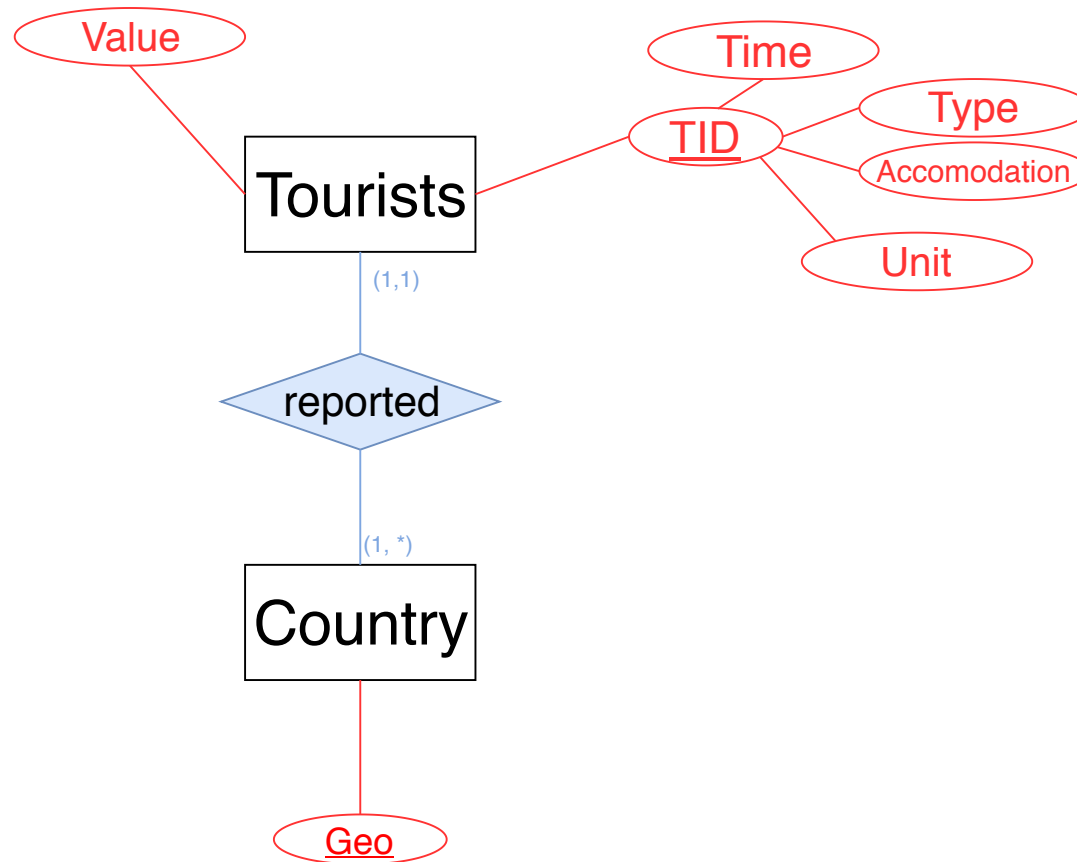 Value
Time
TID
Type
Accomodation
Unit
Tourists
(1,1)
reported
(1, *)
Country
Geo